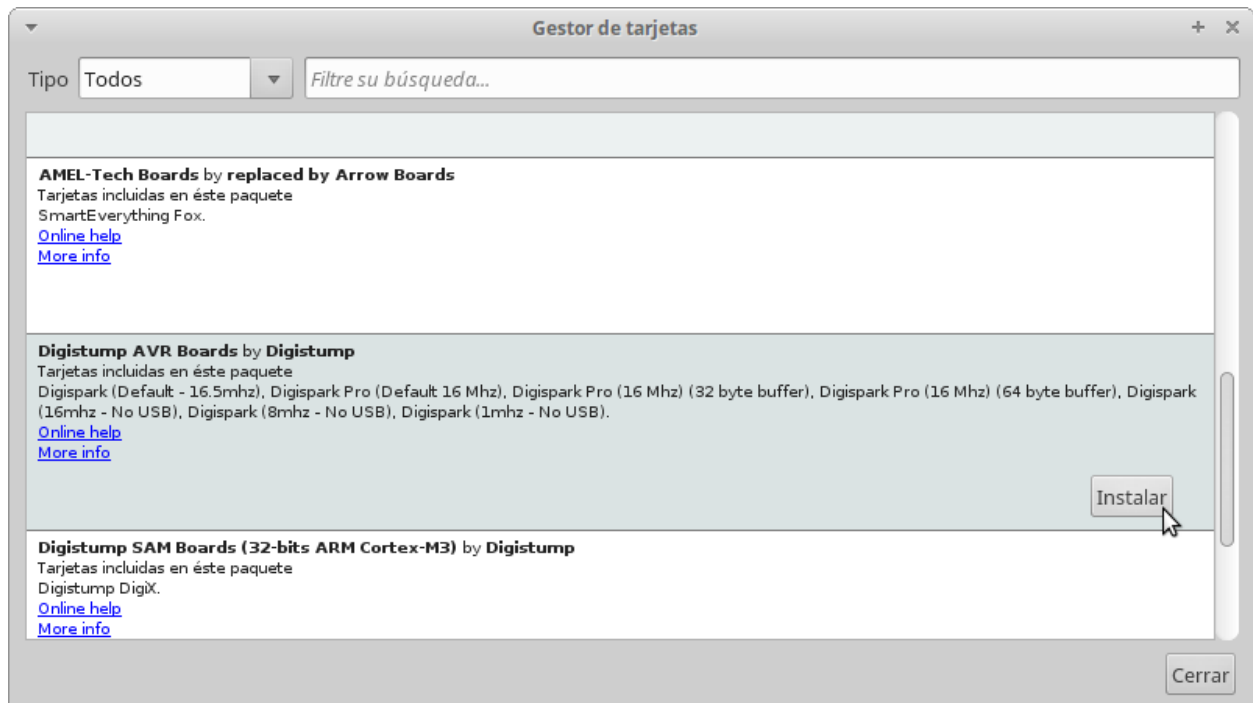 Gestor de tarjetas
Tipo Todos Filtre su búsqueda...
AMEL-Tech Boards by replaced by Arrow Boards
Tarjetas incluidas en éste paquete
SmartEverything Fox.
Online help
More info
Digistump AVR Boards by Digistump
Tarjetas incluidas en éste paquete
Digispark (Default - 16.5mhz), Digispark Pro (Default 16 Mhz), Digispark Pro (16 Mhz) (32 byte buffer), Digispark Pro (16 Mhz) (64 byte buffer), Digispark
(16mhz - No USB), Digispark (8mhz - No USB), Digispark (1mhz - No USB).
Online help
More info
Instalar
Digistump SAM Boards (32-bits ARM Cortex-M3) by Digistump
Tarjetas incluidas en éste paquete
Digistump DigiX.
Online help
More info
Cerrar